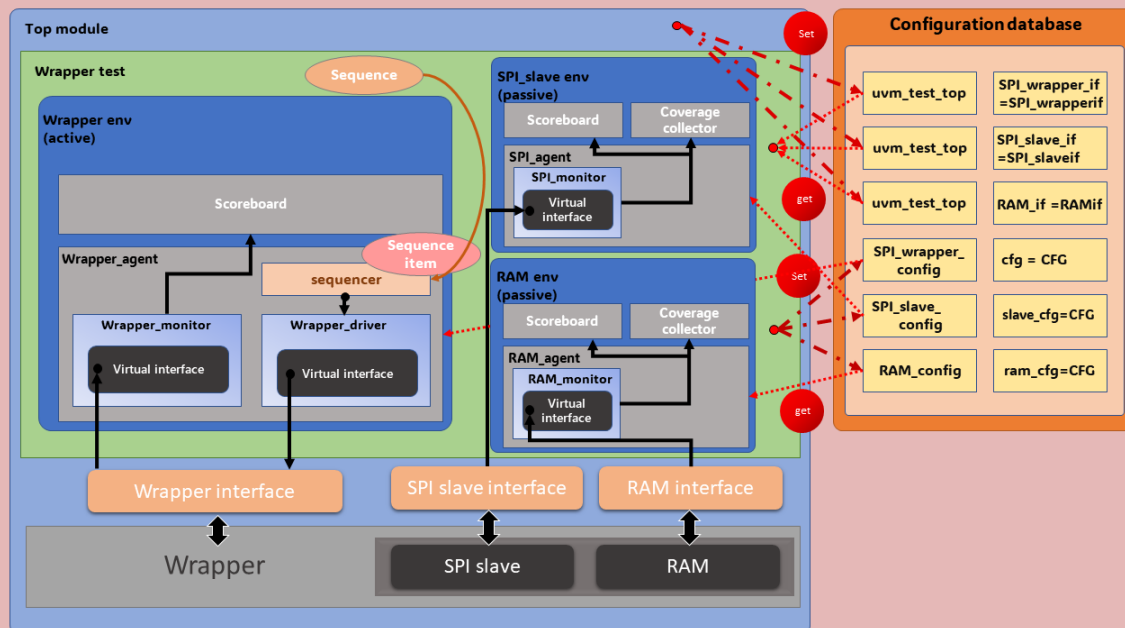 Top module
Wrapper test
Sequence
Wrapper env
(active)
Scoreboard
Wrapper_agent
Sequence
item
sequencer
Wrapper_monitor
Virtual interface
Wrapper_driver
Virtual interface
SPI_slave env
(passive)
Scoreboard
Coverage
collector
SPI_agent
SPI_monitor
Virtual
interface
RAM env
(passive)
Scoreboard
Coverage
collector
RAM_agent
RAM_monitor
Virtual
interface
Wrapper interface
SPI slave interface
RAM interface
Wrapper
SPI slave
RAM
Set
get
Set
get
Configuration database
uvm_test_top
SPI_wrapper_if
=SPI_wrapperif
uvm_test_top
SPI_slave_if
=SPI_slaveif
uvm_test_top
RAM_if =RAMif
SPI_wrapper_
config
cfg = CFG
SPI_slave
_config
slave_cfg=CFG
RAM_config
ram_cfg=CFG